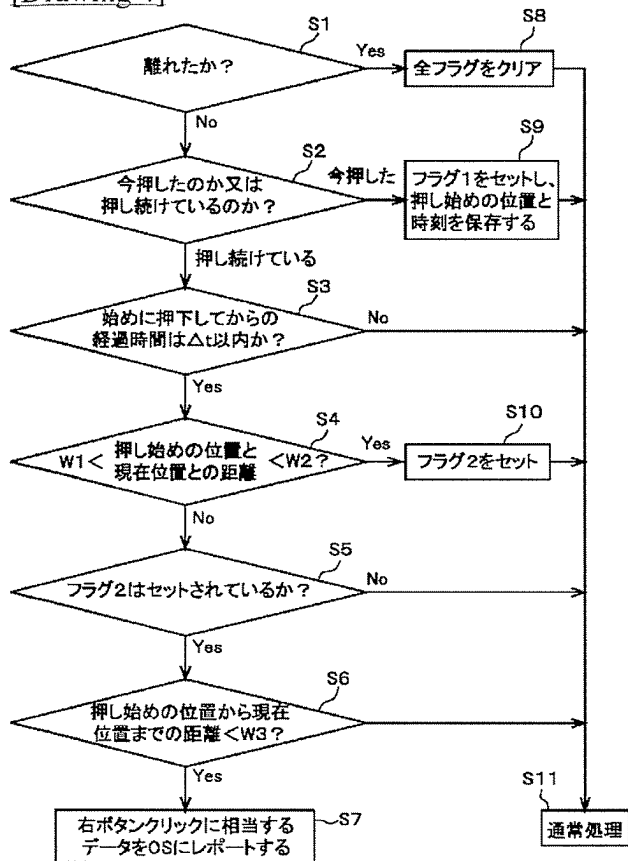 [Drawing 4]
S1
離れたか？
Yes
S8
全フラグをクリア
No
S2
今押したのか又は
押し続けているのか？
今押した
S9
フラグ1をセットし、
押し始めの位置と
時刻を保存する
押し続けている
S3
始めに押下してからの
経過時間は△t以内か？
No
Yes
S4
W1<
押し始めの位置と
現在位置との距離
<W2？
Yes
S10
フラグ2をセット
No
S5
フラグ2はセットされているか？
No
Yes
S6
押し始めの位置から現在
位置までの距離<W3？
Yes
S7
右ボタンクリックに相当する
データをOSにレポートする
S11
通常処理